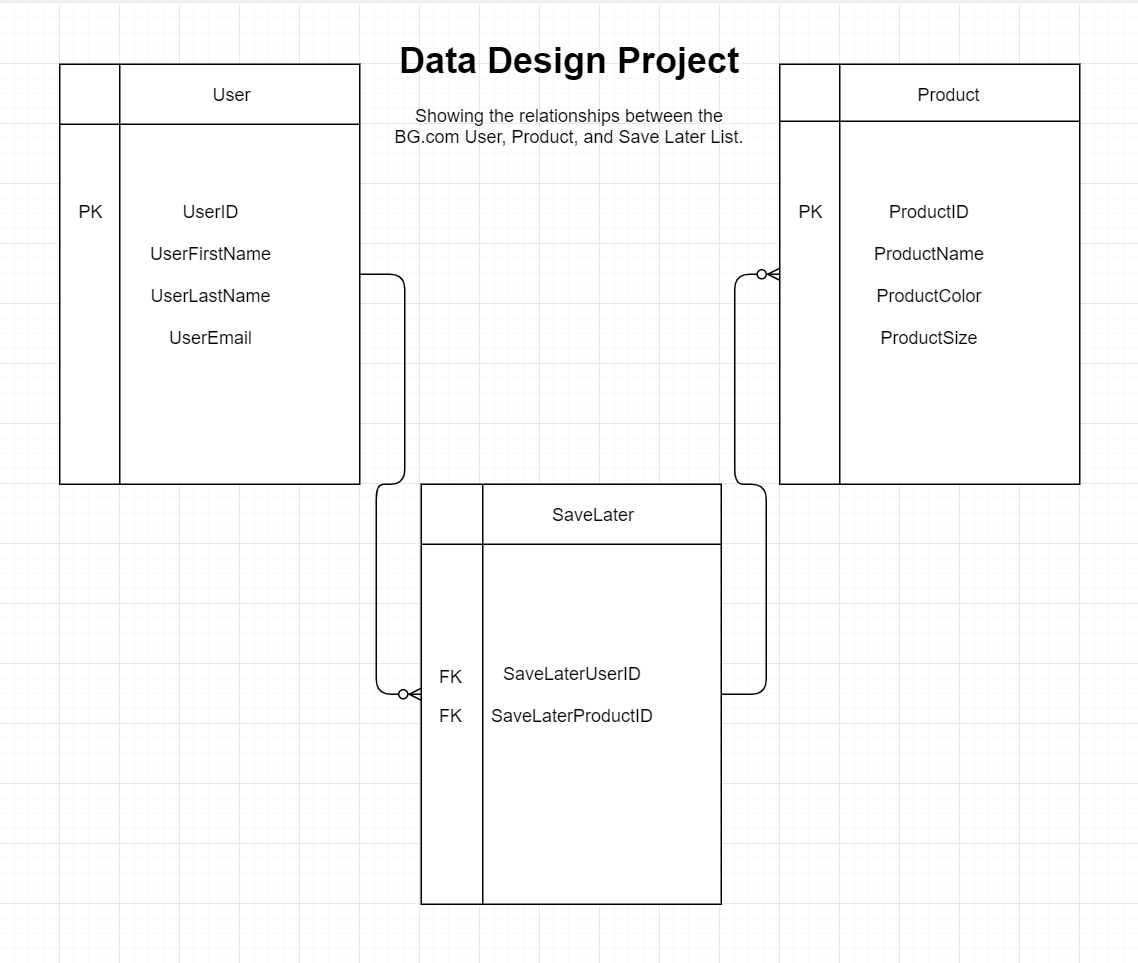 Data Design Project
Showing the relationships between the
BG.com User, Product, and Save Later List.
User
PK
UserID
UserFirstName
UserLastName
UserEmail
Product
PK
ProductID
ProductName
ProductColor
ProductSize
SaveLater
FK
SaveLaterUserID
FK
SaveLaterProductID